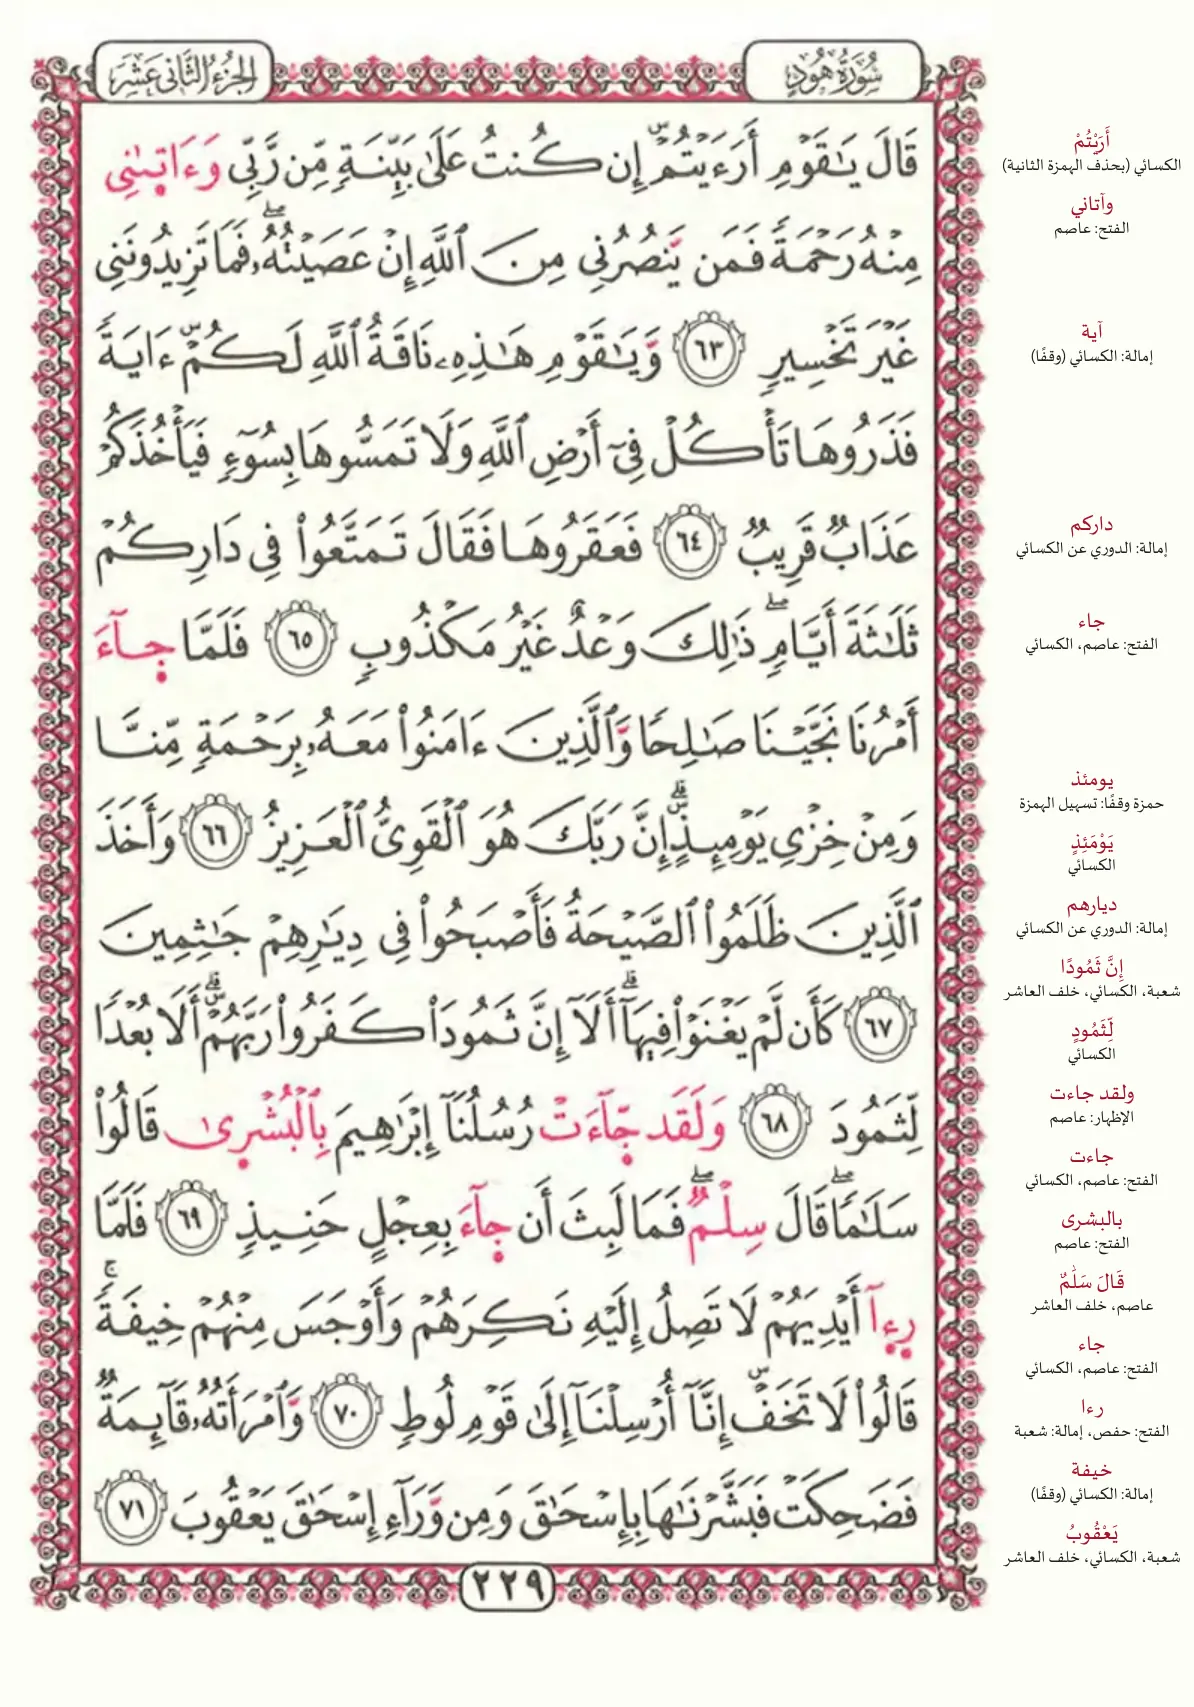 سُورَةُ هُودٍ
الجُزْءُ الثَّانِي عَشَرَ
قَالَ يَٰقَوْمِ أَرَءَيْتُمْ إِن كُنتُ عَلَىٰ بَيِّنَةٍ مِّن رَّبِّي وَءَاتَىٰنِي
مِنْهُ رَحْمَةً فَمَن يَنصُرُنِي مِنَ ٱللَّهِ إِنْ عَصَيْتُهُۥ فَمَا تَزِيدُونَنِي
غَيْرَ تَخْسِيرٍ ٦٣ وَيَٰقَوْمِ هَٰذِهِۦ نَاقَةُ ٱللَّهِ لَكُمْ ءَايَةً
فَذَرُوهَا تَأْكُلْ فِيٓ أَرْضِ ٱللَّهِ وَلَا تَمَسُّوهَا بِسُوٓءٍ فَيَأْخُذَكُمْ
عَذَابٌ قَرِيبٌ ٦٤ فَعَقَرُوهَا فَقَالَ تَمَتَّعُوا۟ فِي دَارِكُمْ
ثَلَٰثَةَ أَيَّامٍ ذَٰلِكَ وَعْدٌ غَيْرُ مَكْذُوبٍ ٦٥ فَلَمَّا جَآءَ
أَمْرُنَا نَجَّيْنَا صَٰلِحًا وَٱلَّذِينَ ءَامَنُوا۟ مَعَهُۥ بِرَحْمَةٍ مِّنَّا
وَمِنْ خِزْيِ يَوْمِئِذٍ إِنَّ رَبَّكَ هُوَ ٱلْقَوِيُّ ٱلْعَزِيزُ ٦٦ وَأَخَذَ
ٱلَّذِينَ ظَلَمُوا۟ ٱلصَّيْحَةُ فَأَصْبَحُوا۟ فِي دِيَٰرِهِمْ جَٰثِمِينَ
٦٧ كَأَن لَّمْ يَغْنَوْا۟ فِيهَآ أَلَآ إِنَّ ثَمُودَا۟ كَفَرُوا۟ رَبَّهُمْ أَلَا بُعْدًا
لِّثَمُودَ ٦٨ وَلَقَد جَّآءَتْ رُسُلُنَآ إِبْرَٰهِيمَ بِٱلْبُشْرَىٰ قَالُوا۟
سَلَٰمًا قَالَ سِلْمٌ فَمَا لَبِثَ أَن جَآءَ بِعِجْلٍ حَنِيذٍ ٦٩ فَلَمَّا
رِءِآ أَيْدِيَهُمْ لَا تَصِلُ إِلَيْهِ نَكِرَهُمْ وَأَوْجَسَ مِنْهُمْ خِيفَةً
قَالُوا۟ لَا تَخَفْ إِنَّآ أُرْسِلْنَآ إِلَىٰ قَوْمِ لُوطٍ ٧٠ وَٱمْرَأَتُهُۥ قَآئِمَةٌ
فَضَحِكَتْ فَبَشَّرْنَٰهَا بِإِسْحَٰقَ وَمِن وَرَآءِ إِسْحَٰقَ يَعْقُوبَ ٧١
٢٢٩
أَرَيْتُمْ
الكسائي (بحذف الهمزة الثانية)
وآتاني
الفتح: عاصم
آية
إمالة: الكسائي (وقفًا)
داركم
إمالة: الدوري عن الكسائي
جاء
الفتح: عاصم، الكسائي
يومئذ
حمزة وقفًا: تسهيل الهمزة
يَوْمَئِذٍ
الكسائي
ديارهم
إمالة: الدوري عن الكسائي
إِنَّ ثَمُودًا
شعبة، الكسائي، خلف العاشر
لِّثَمُودٍ
الكسائي
ولقد جاءت
الإظهار: عاصم
جاءت
الفتح: عاصم، الكسائي
بالبشرى
الفتح: عاصم
قَالَ سَلَٰمٌ
عاصم، خلف العاشر
جاء
الفتح: عاصم، الكسائي
رءا
الفتح: حفص، إمالة: شعبة
خيفة
إمالة: الكسائي (وقفًا)
يَعْقُوبُ
شعبة، الكسائي، خلف العاشر